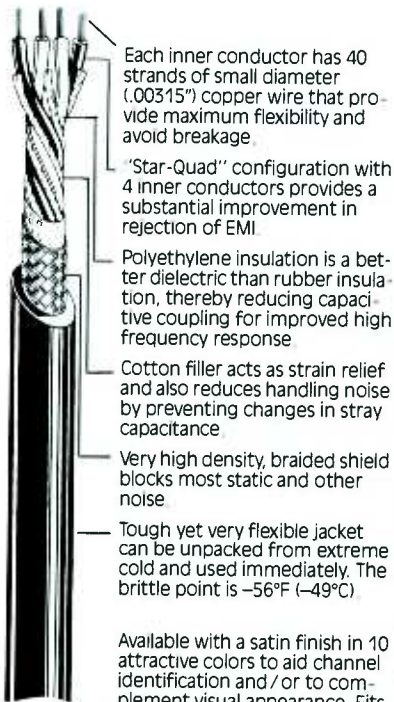 Each inner conductor has 40
strands of small diameter
(.00315") copper wire that pro-
vide maximum flexibility and
avoid breakage.
"Star-Quad" configuration with
4 inner conductors provides a
substantial improvement in
rejection of EMI.
Polyethylene insulation is a bet-
ter dielectric than rubber insula-
tion, thereby reducing capaci-
tive coupling for improved high
frequency response.
Cotton filler acts as strain relief
and also reduces handling noise
by preventing changes in stray
capacitance.
Very high density, braided shield
blocks most static and other
noise.
Tough yet very flexible jacket
can be unpacked from extreme
cold and used immediately. The
brittle point is –56°F (–49°C).
Available with a satin finish in 10
attractive colors to aid channel
identification and/or to com-
plement visual appearance. Fits